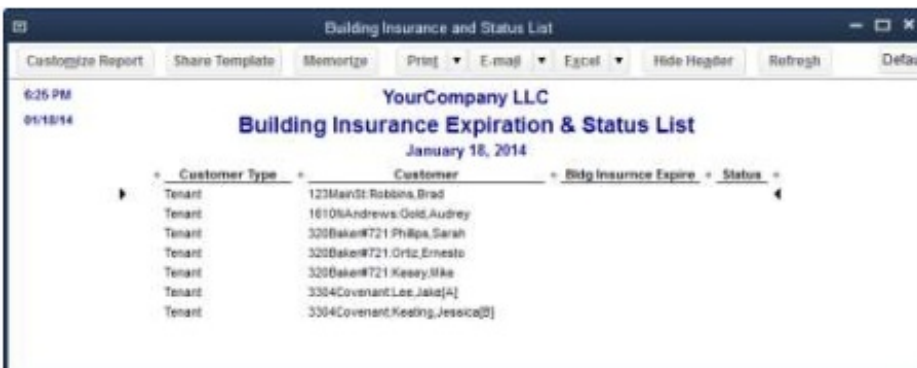 Building Insurance and Status List
Customize Report Share Template Memorize Print E-mail Excel Hide Header Refresh Defau
6:25 PM
YourCompany LLC
01/18/14
Building Insurance Expiration & Status List
January 18, 2014
Customer Type Customer Bldg Insurnce Expire Status
Tenant 123MainSt:Robbins,Brad
Tenant 1610NAndrews:Gold,Audrey
Tenant 320Baker#721:Phillps,Sarah
Tenant 320Baker#721:Ortiz,Ernesto
Tenant 320Baker#721:Kesey,Mike
Tenant 3304Covenant:Lee,Jake[A]
Tenant 3304Covenant:Keating,Jessica[B]